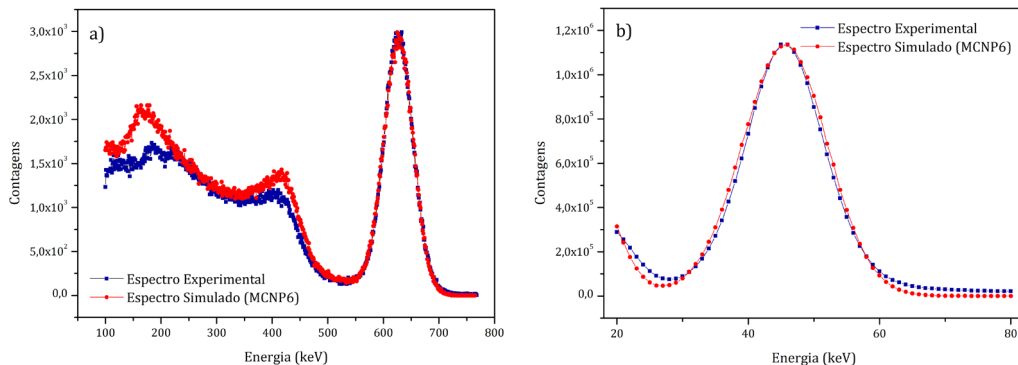 a)
3,0x10³
2,5x10³
2,0x10³
1,5x10³
1,0x10³
5,0x10²
0,0
Contagens
Espectro Experimental
Espectro Simulado (MCNP6)
100 200 300 400 500 600 700 800
Energia (keV)
b)
1,2x10⁶
1,0x10⁶
8,0x10⁵
6,0x10⁵
4,0x10⁵
2,0x10⁵
0,0
Contagens
Espectro Experimental
Espectro Simulado (MCNP6)
20 40 60 80
Energia (keV)